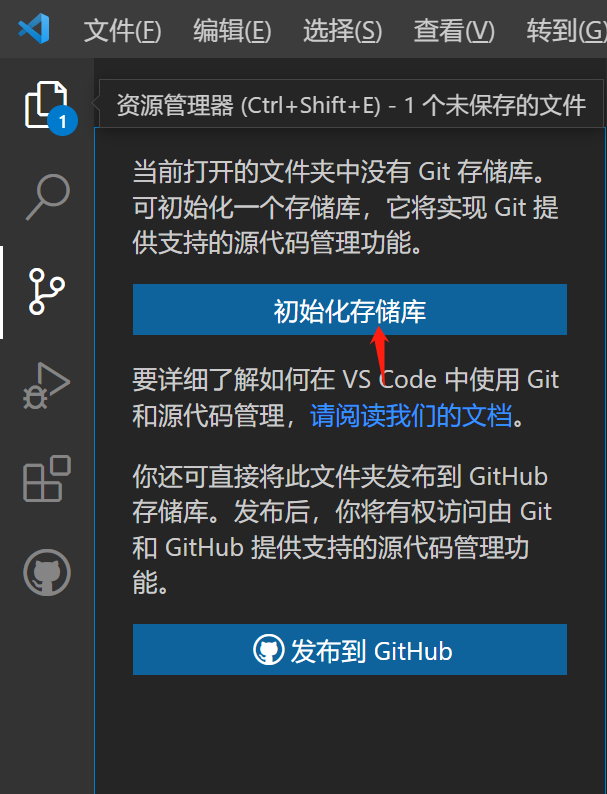 文件(F) 编辑(E) 选择(S) 查看(V) 转到(G)
资源管理器 (Ctrl+Shift+E) - 1 个未保存的文件
1
当前打开的文件夹中没有 Git 存储库。
可初始化一个存储库，它将实现 Git 提
供支持的源代码管理功能。
初始化存储库
要详细了解如何在 VS Code 中使用 Git
和源代码管理，请阅读我们的文档。
你还可直接将此文件夹发布到 GitHub
存储库。发布后，你将有权访问由 Git
和 GitHub 提供支持的源代码管理功
能。
发布到 GitHub